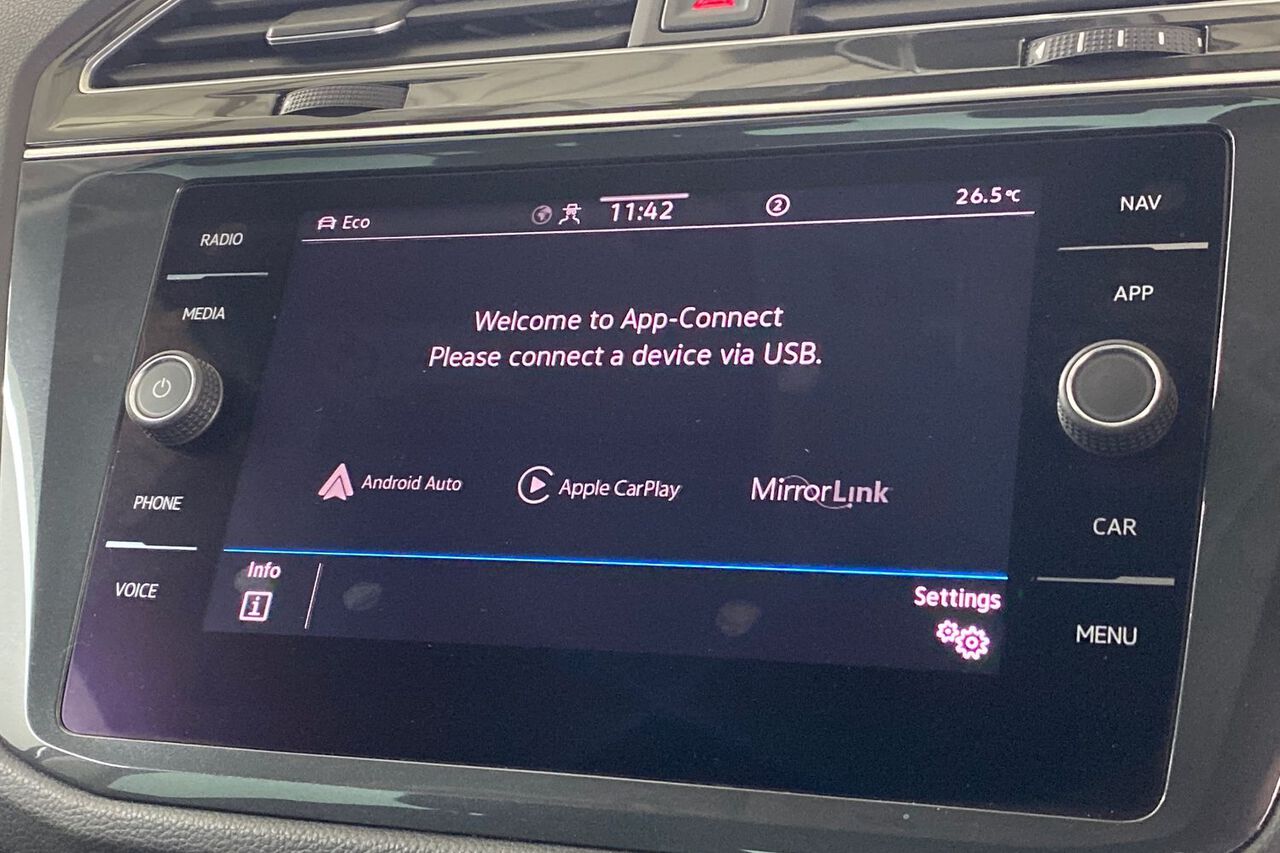 Eco
11:42
2
26.5°C
NAV
RADIO
APP
MEDIA
Welcome to App-Connect
Please connect a device via USB.
Android Auto
Apple CarPlay
MirrorLink
PHONE
CAR
VOICE
Info
i
Settings
MENU